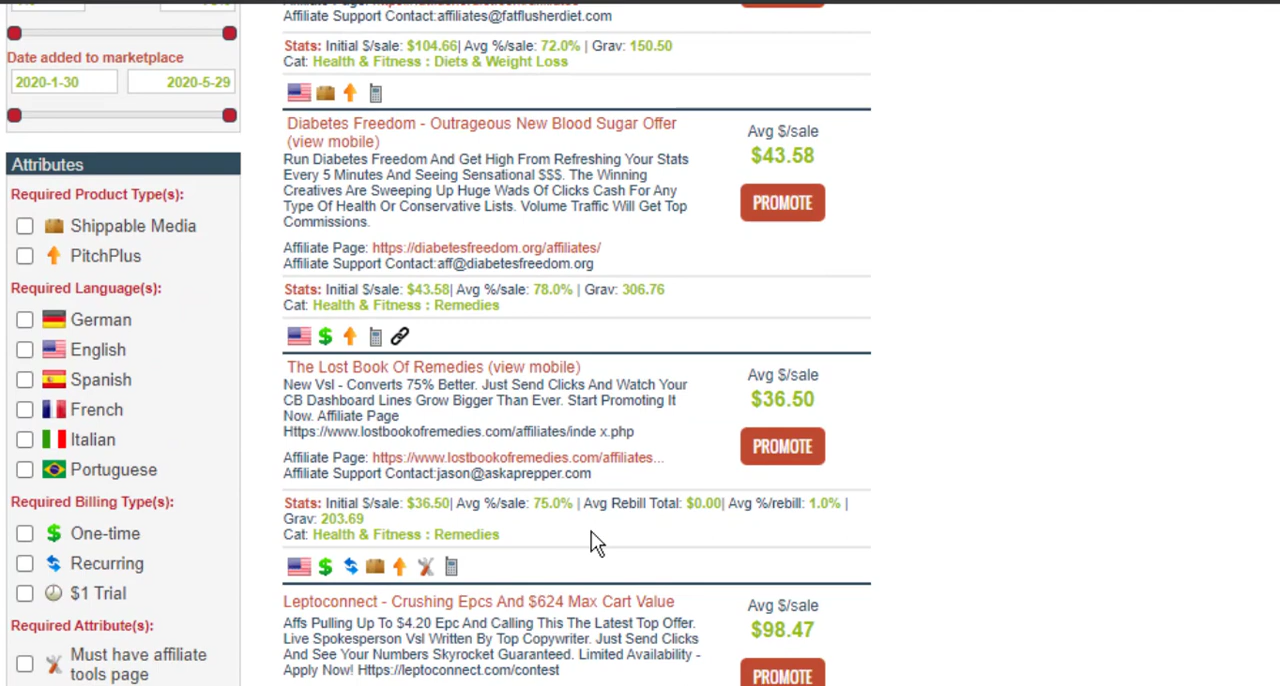 Affiliate Support Contact:affiliates@fatflusherdiet.com
Stats: Initial $/sale: $104.66| Avg %/sale: 72.0% | Grav: 150.50
Cat: Health & Fitness : Diets & Weight Loss
Date added to marketplace
2020-1-30 2020-5-29
Attributes
Required Product Type(s):
Shippable Media
PitchPlus
Required Language(s):
German
English
Spanish
French
Italian
Portuguese
Required Billing Type(s):
One-time
Recurring
$1 Trial
Required Attribute(s):
Must have affiliate
tools page
Diabetes Freedom - Outrageous New Blood Sugar Offer
(view mobile)
Run Diabetes Freedom And Get High From Refreshing Your Stats
Every 5 Minutes And Seeing Sensational $$$. The Winning
Creatives Are Sweeping Up Huge Wads Of Clicks Cash For Any
Type Of Health Or Conservative Lists. Volume Traffic Will Get Top
Commissions.
Affiliate Page: https://diabetesfreedom.org/affiliates/
Affiliate Support Contact:aff@diabetesfreedom.org
Avg $/sale
$43.58
PROMOTE
Stats: Initial $/sale: $43.58| Avg %/sale: 78.0% | Grav: 306.76
Cat: Health & Fitness : Remedies
The Lost Book Of Remedies (view mobile)
New Vsl - Converts 75% Better. Just Send Clicks And Watch Your
CB Dashboard Lines Grow Bigger Than Ever. Start Promoting It
Now. Affiliate Page
Https://www.lostbookofremedies.com/affiliates/inde x.php
Affiliate Page: https://www.lostbookofremedies.com/affiliates...
Affiliate Support Contact:jason@askaprepper.com
Avg $/sale
$36.50
PROMOTE
Stats: Initial $/sale: $36.50| Avg %/sale: 75.0% | Avg Rebill Total: $0.00| Avg %/rebill: 1.0% |
Grav: 203.69
Cat: Health & Fitness : Remedies
Leptoconnect - Crushing Epcs And $624 Max Cart Value
Affs Pulling Up To $4.20 Epc And Calling This The Latest Top Offer.
Live Spokesperson Vsl Written By Top Copywriter. Just Send Clicks
And See Your Numbers Skyrocket Guaranteed. Limited Availability -
Apply Now! Https://leptoconnect.com/contest
Avg $/sale
$98.47
PROMOTE